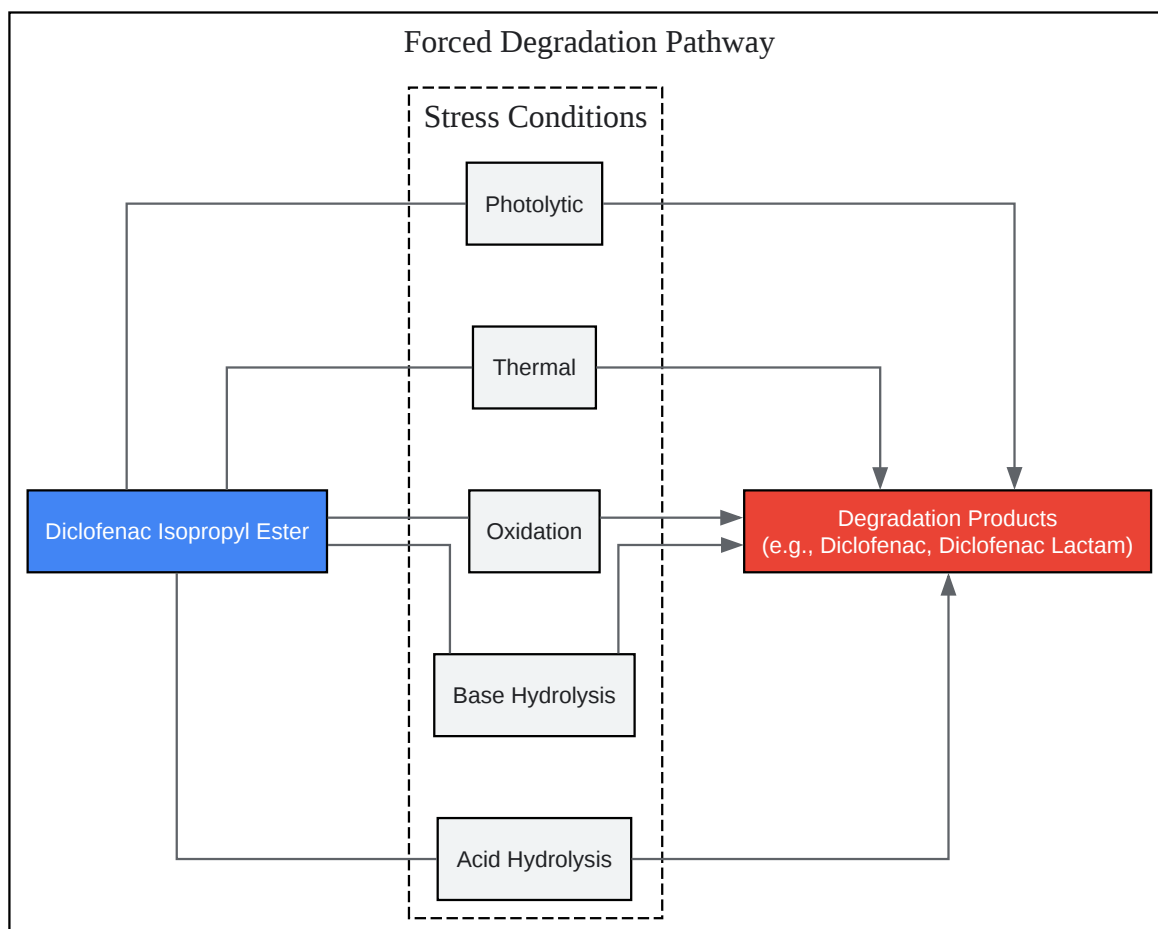 Forced Degradation Pathway
Stress Conditions
Photolytic
Thermal
Diclofenac Isopropyl Ester
Oxidation
Degradation Products
(e.g., Diclofenac, Diclofenac Lactam)
Base Hydrolysis
Acid Hydrolysis